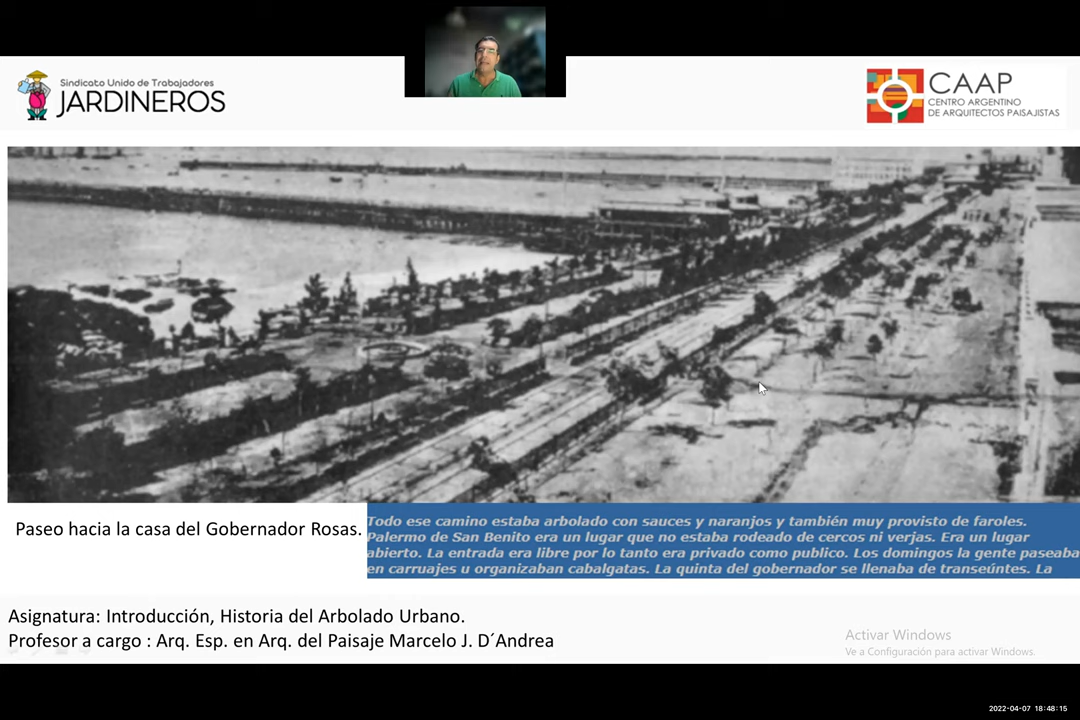 Sindicato Unido de Trabajadores
JARDINEROS
CAAP
CENTRO ARGENTINO
DE ARQUITECTOS PAISAJISTAS
Paseo hacia la casa del Gobernador Rosas.
Todo ese camino estaba arbolado con sauces y naranjos y también muy provisto de faroles.
Palermo de San Benito era un lugar que no estaba rodeado de cercos ni verjas. Era un lugar
abierto. La entrada era libre por lo tanto era privado como publico. Los domingos la gente paseaba
en carruajes u organizaban cabalgatas. La quinta del gobernador se llenaba de transeúntes. La
Asignatura: Introducción, Historia del Arbolado Urbano.
Profesor a cargo : Arq. Esp. en Arq. del Paisaje Marcelo J. D´Andrea
Activar Windows
Ve a Configuración para activar Windows.
2022-04-07 18:48:15